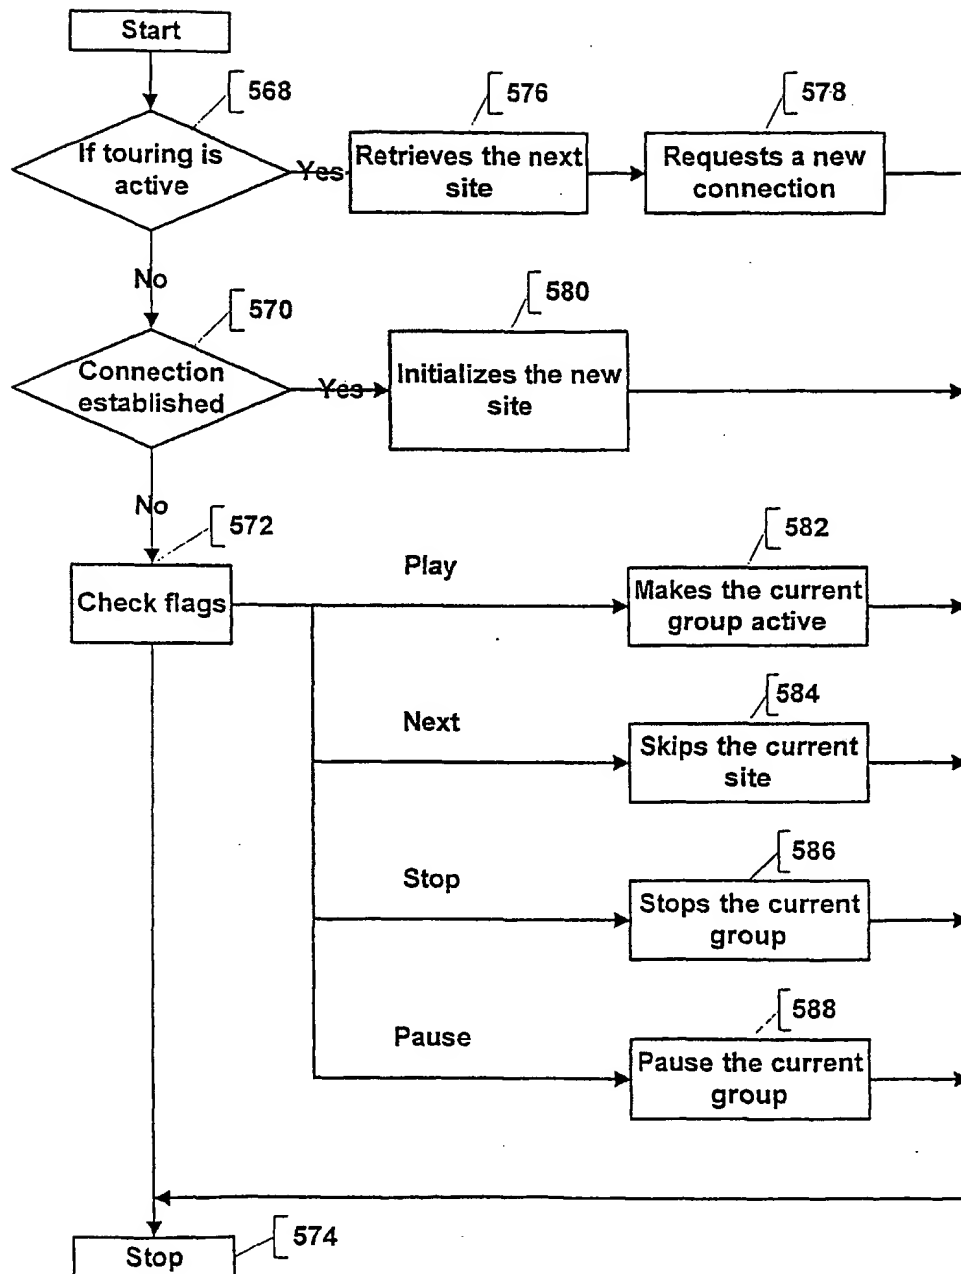 Start
568
576
578
If touring is
active
Yes
Retrieves the next
site
Requests a new
connection
No
570
580
Connection
established
Yes
Initializes the new
site
No
572
582
Check flags
Play
Makes the current
group active
584
Next
Skips the current
site
586
Stop
Stops the current
group
588
Pause
Pause the current
group
574
Stop